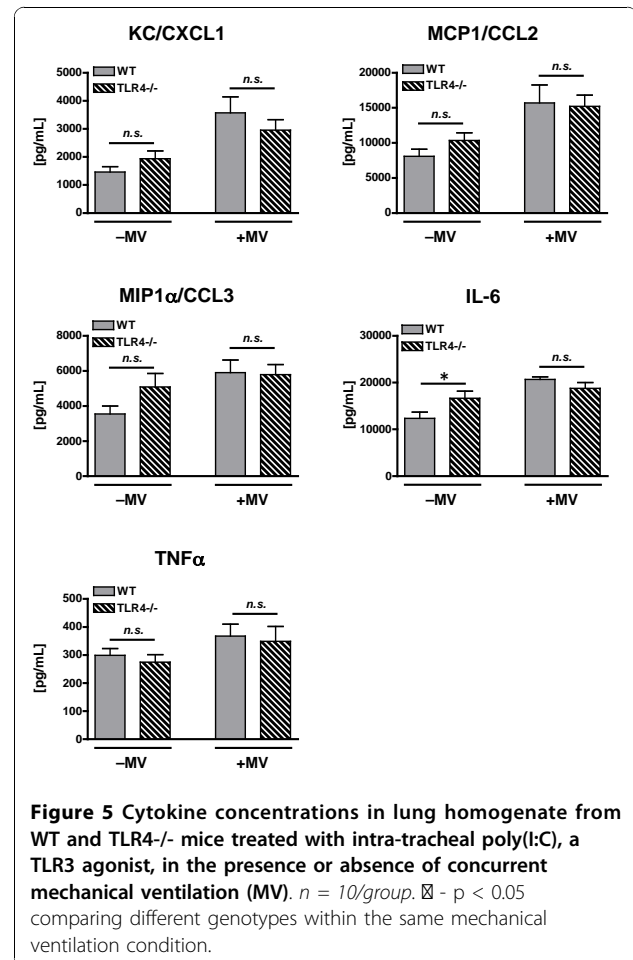 KC/CXCL1
MCP1/CCL2
5000
4000
3000
2000
1000
0
[pg/mL]
WT
TLR4-/-
n.s.
n.s.
–MV
+MV
20000
15000
10000
5000
0
[pg/mL]
WT
TLR4-/-
n.s.
n.s.
–MV
+MV
MIP1α/CCL3
IL-6
8000
6000
4000
2000
0
[pg/mL]
WT
TLR4-/-
n.s.
n.s.
–MV
+MV
30000
20000
10000
0
[pg/mL]
WT
TLR4-/-
*
n.s.
–MV
+MV
TNFα
500
400
300
200
100
0
[pg/mL]
WT
TLR4-/-
n.s.
n.s.
–MV
+MV
Figure 5 Cytokine concentrations in lung homogenate from
WT and TLR4-/- mice treated with intra-tracheal poly(I:C), a
TLR3 agonist, in the presence or absence of concurrent
mechanical ventilation (MV). n = 10/group. - p < 0.05
comparing different genotypes within the same mechanical
ventilation condition.